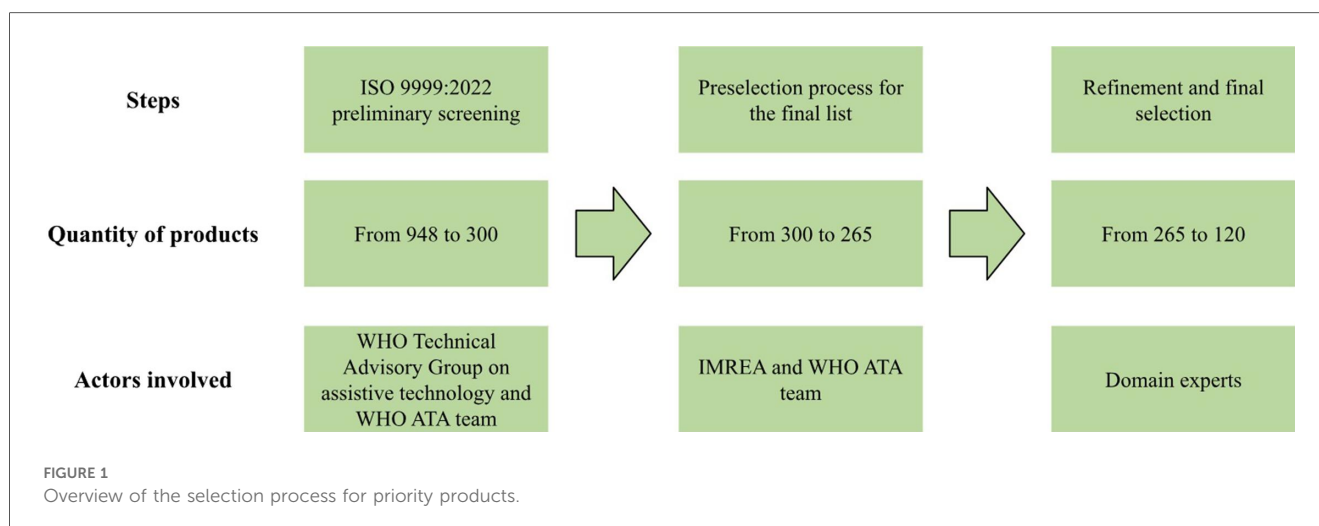 Steps
ISO 9999:2022
preliminary screening
Preselection process for
the final list
Refinement and final
selection
Quantity of products
From 948 to 300
From 300 to 265
From 265 to 120
Actors involved
WHO Technical
Advisory Group on
assistive technology and
WHO ATA team
IMREA and WHO ATA
team
Domain experts
FIGURE 1
Overview of the selection process for priority products.